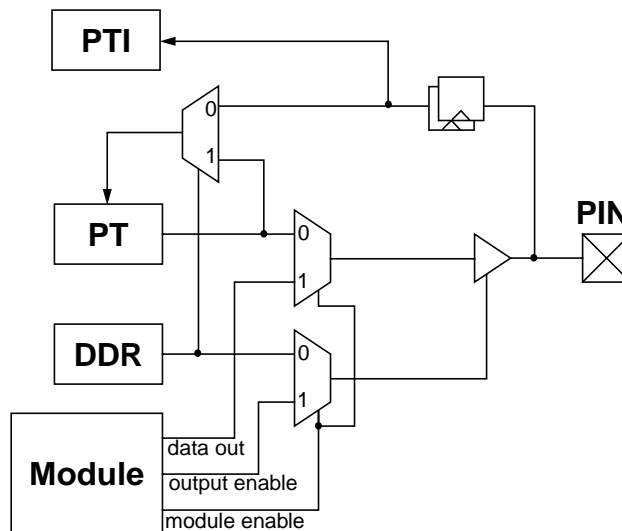 PTI
0
1
PT
PIN
0
1
DDR
0
1
Module
data out
output enable
module enable